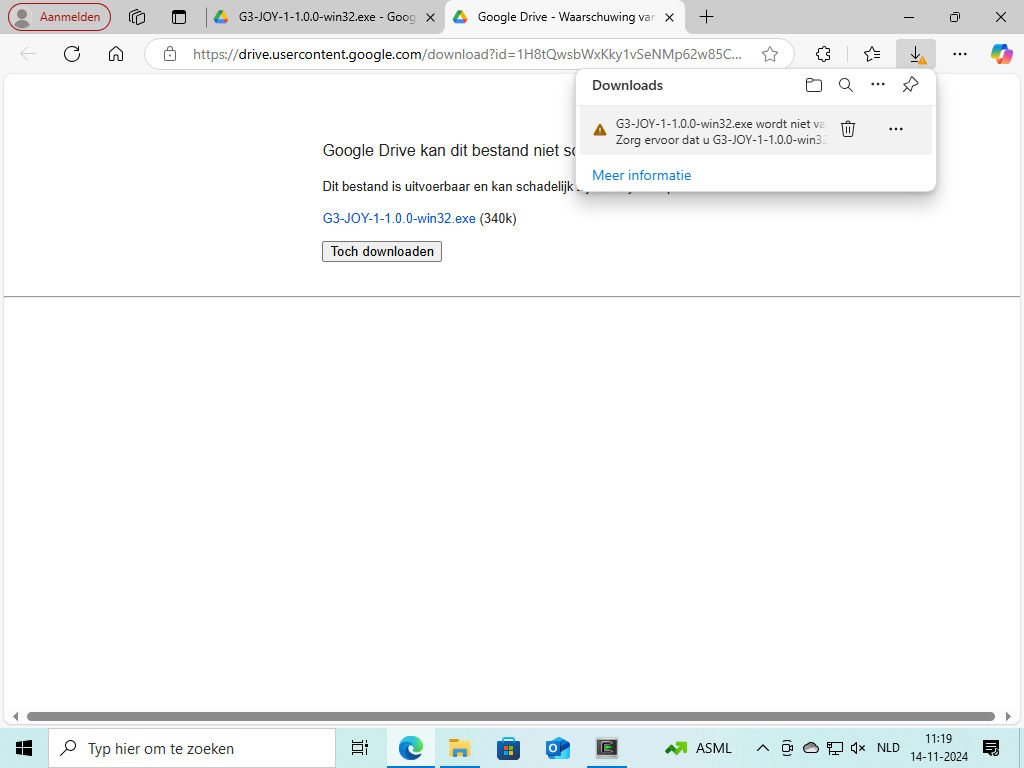 Aanmelden
G3-JOY-1-1.0.0-win32.exe - Goog
Google Drive - Waarschuwing van
https://drive.usercontent.google.com/download?id=1H8tQwsbWxKky1vSeNMp62w85C...
Downloads
G3-JOY-1-1.0.0-win32.exe wordt niet va
Zorg ervoor dat u G3-JOY-1-1.0.0-win32
Meer informatie
Google Drive kan dit bestand niet sc
Dit bestand is uitvoerbaar en kan schadelijk
G3-JOY-1-1.0.0-win32.exe (340k)
Toch downloaden
Typ hier om te zoeken
ASML
NLD
11:19
14-11-2024